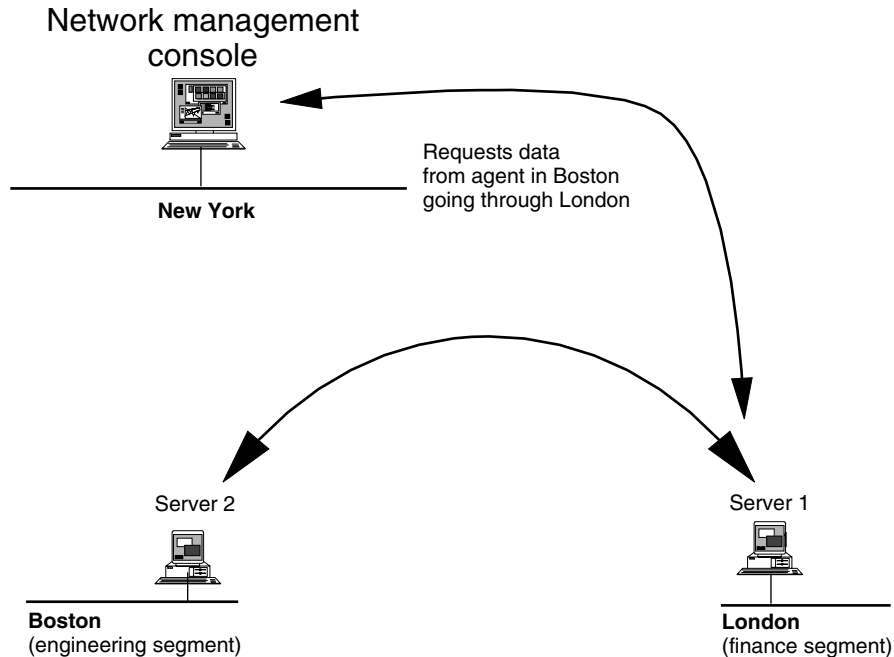 Network management
console
Requests data
from agent in Boston
going through London
New York
Server 2
Server 1
Boston
(engineering segment)
London
(finance segment)